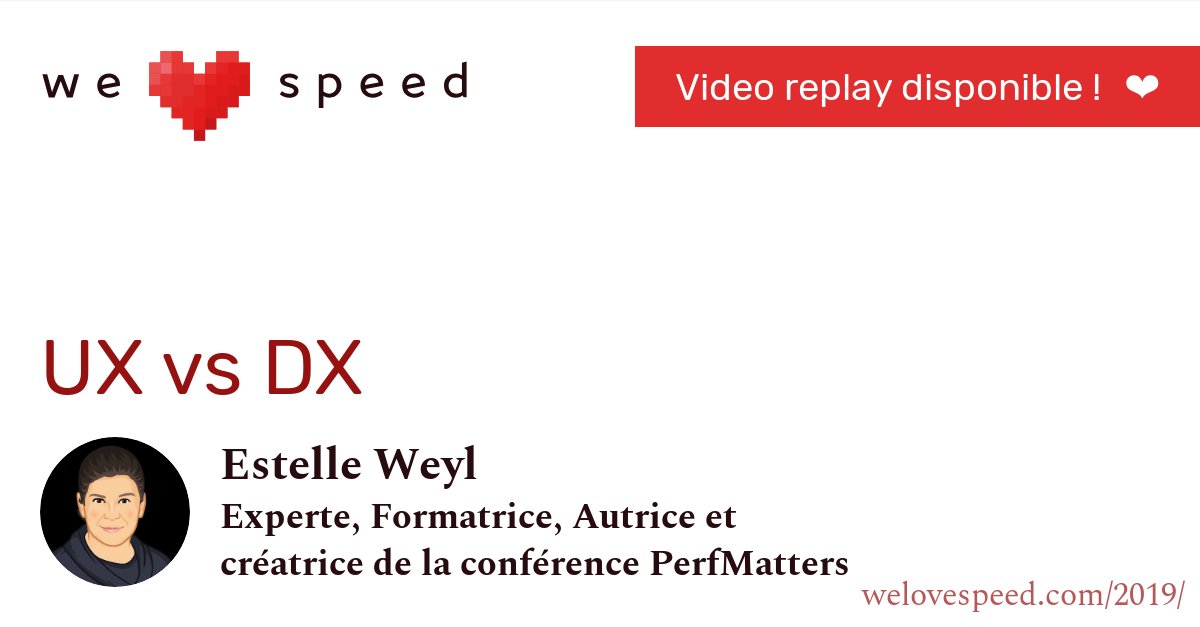 we speed
Video replay disponible ! ❤
UX vs DX
Estelle Weyl
Experte, Formatrice, Autrice et
créatrice de la conférence PerfMatters
welovespeed.com/2019/